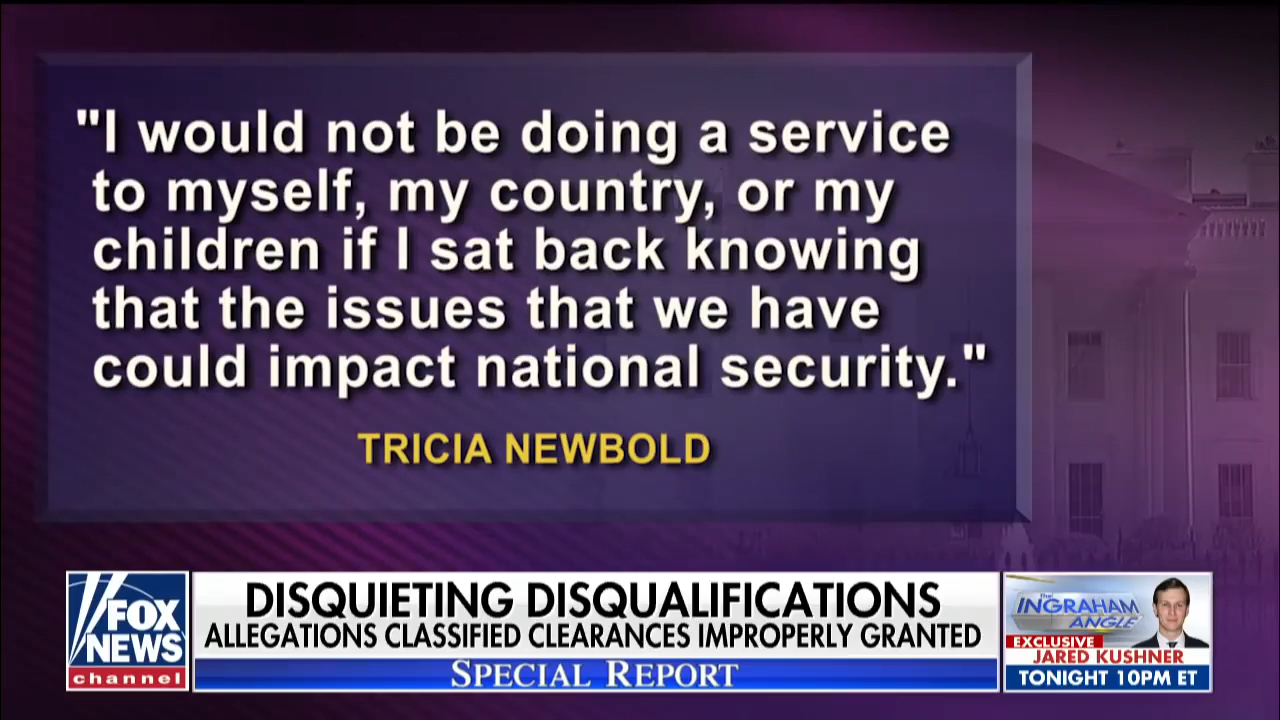 "I would not be doing a service
to myself, my country, or my
children if I sat back knowing
that the issues that we have
could impact national security."
TRICIA NEWBOLD
FOX
NEWS
channel
DISQUIETING DISQUALIFICATIONS
ALLEGATIONS CLASSIFIED CLEARANCES IMPROPERLY GRANTED
SPECIAL REPORT
The
INGRAHAM
ANGLE
EXCLUSIVE
JARED KUSHNER
TONIGHT 10PM ET